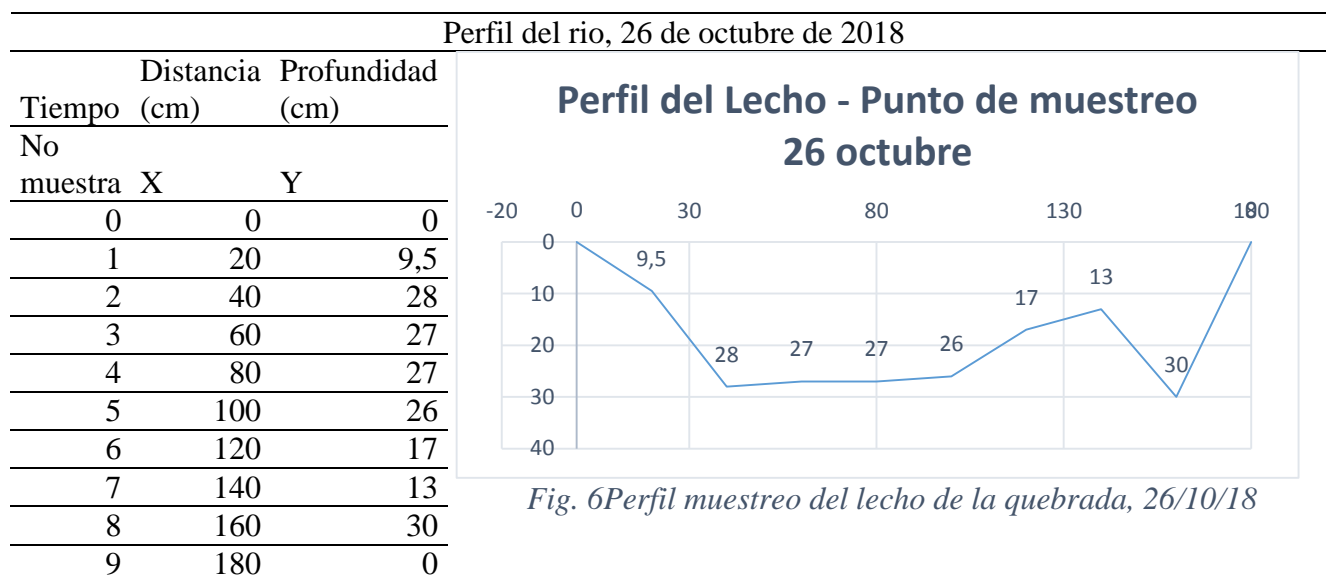 Perfil del rio, 26 de octubre de 2018
Distancia Profundidad
Tiempo (cm) (cm)
No
muestra X Y
0 0 0
1 20 9,5
2 40 28
3 60 27
4 80 27
5 100 26
6 120 17
7 140 13
8 160 30
9 180 0
Perfil del Lecho - Punto de muestreo
26 octubre
-20 0 30 80 130 180
0
10
20
30
40
9,5
28
27
27
26
17
13
30
0
Fig. 6Perfil muestreo del lecho de la quebrada, 26/10/18